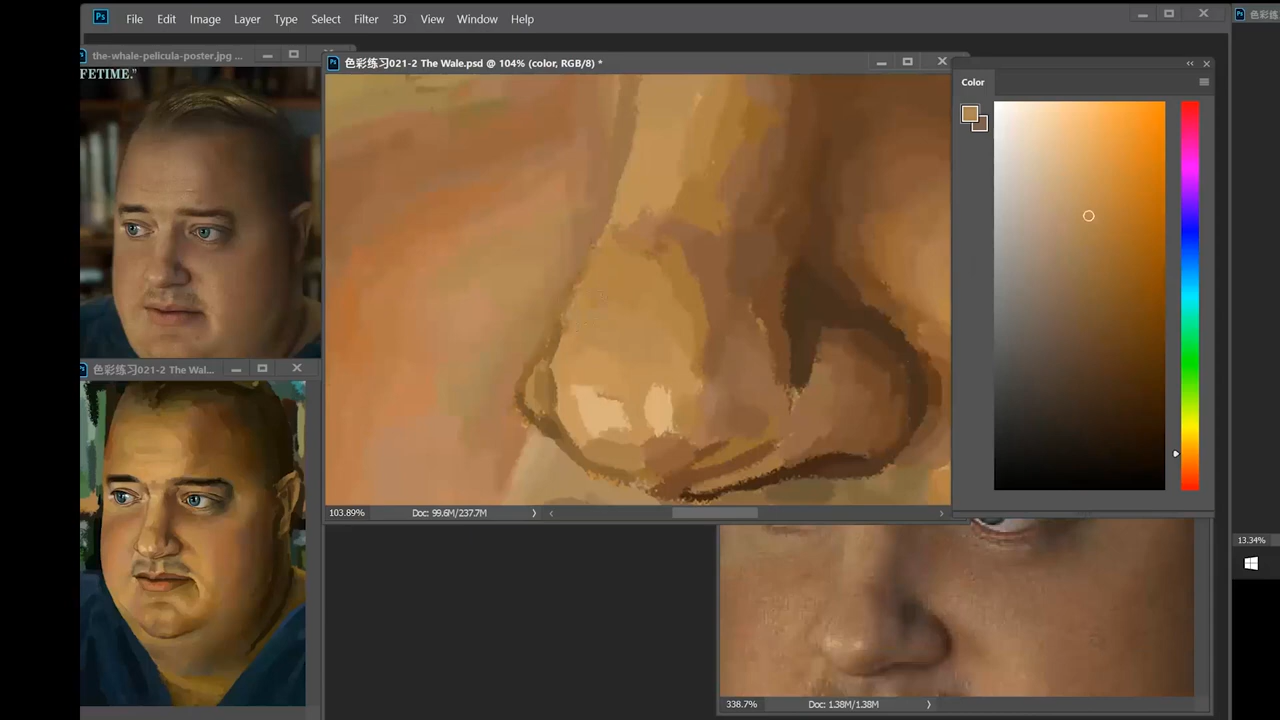 Ps File Edit Image Layer Type Select Filter 3D View Window Help
Ps 色彩练
the-whale-pelicula-poster.jpg ...
FETIME."
Ps 色彩练习021-2 The Wale.psd @ 104% (color, RGB/8) *
Color
色彩练习021-2 The Wal...
103.89% Doc: 99.6M/237.7M
13.34%
338.7% Doc: 1.38M/1.38M